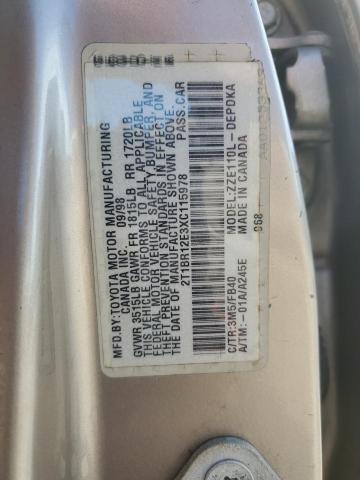 MFD.BY:TOYOTA MOTOR MANUFACTURING
CANADA INC. 09/98
GVWR 3515LB GAWR FR 1815LB RR 1720LB
THIS VEHICLE CONFORMS TO ALL APPLICABLE
FEDERAL MOTOR VEHICLE SAFETY, BUMPER, AND
THEFT PREVENTION STANDARDS IN EFFECT ON
THE DATE OF MANUFACTURE SHOWN ABOVE.
2T1BR12E3XC115978 PASS.CAR
C68
C/TR:3M5/FB40 MODEL:ZZE110L-
A/TM:-01A/A245E DEPDKA
MADE IN CANADA